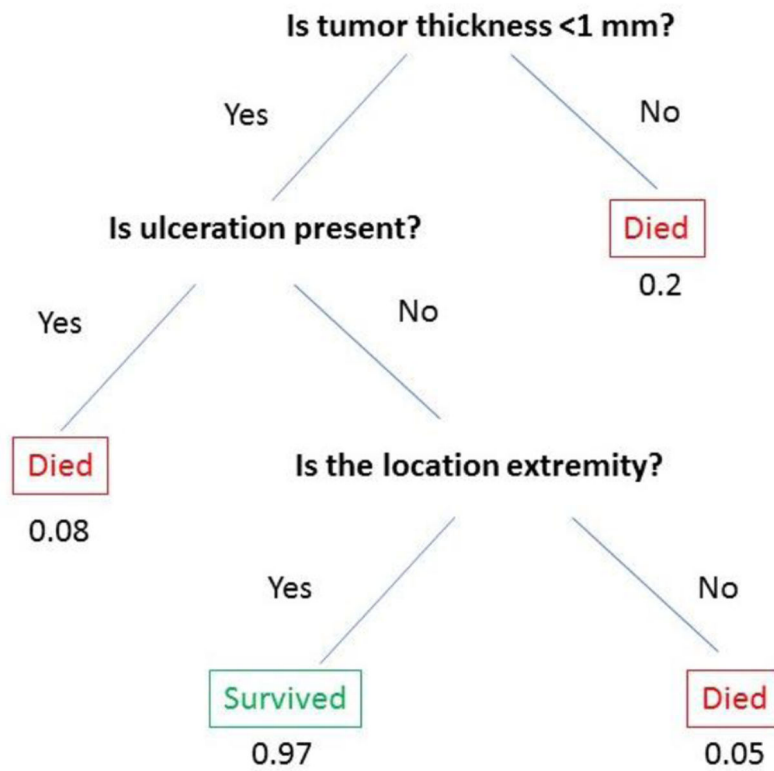 Is tumor thickness <1 mm?
Yes
No
Is ulceration present?
Died
0.2
Yes
No
Died
0.08
Is the location extremity?
Yes
No
Survived
0.97
Died
0.05